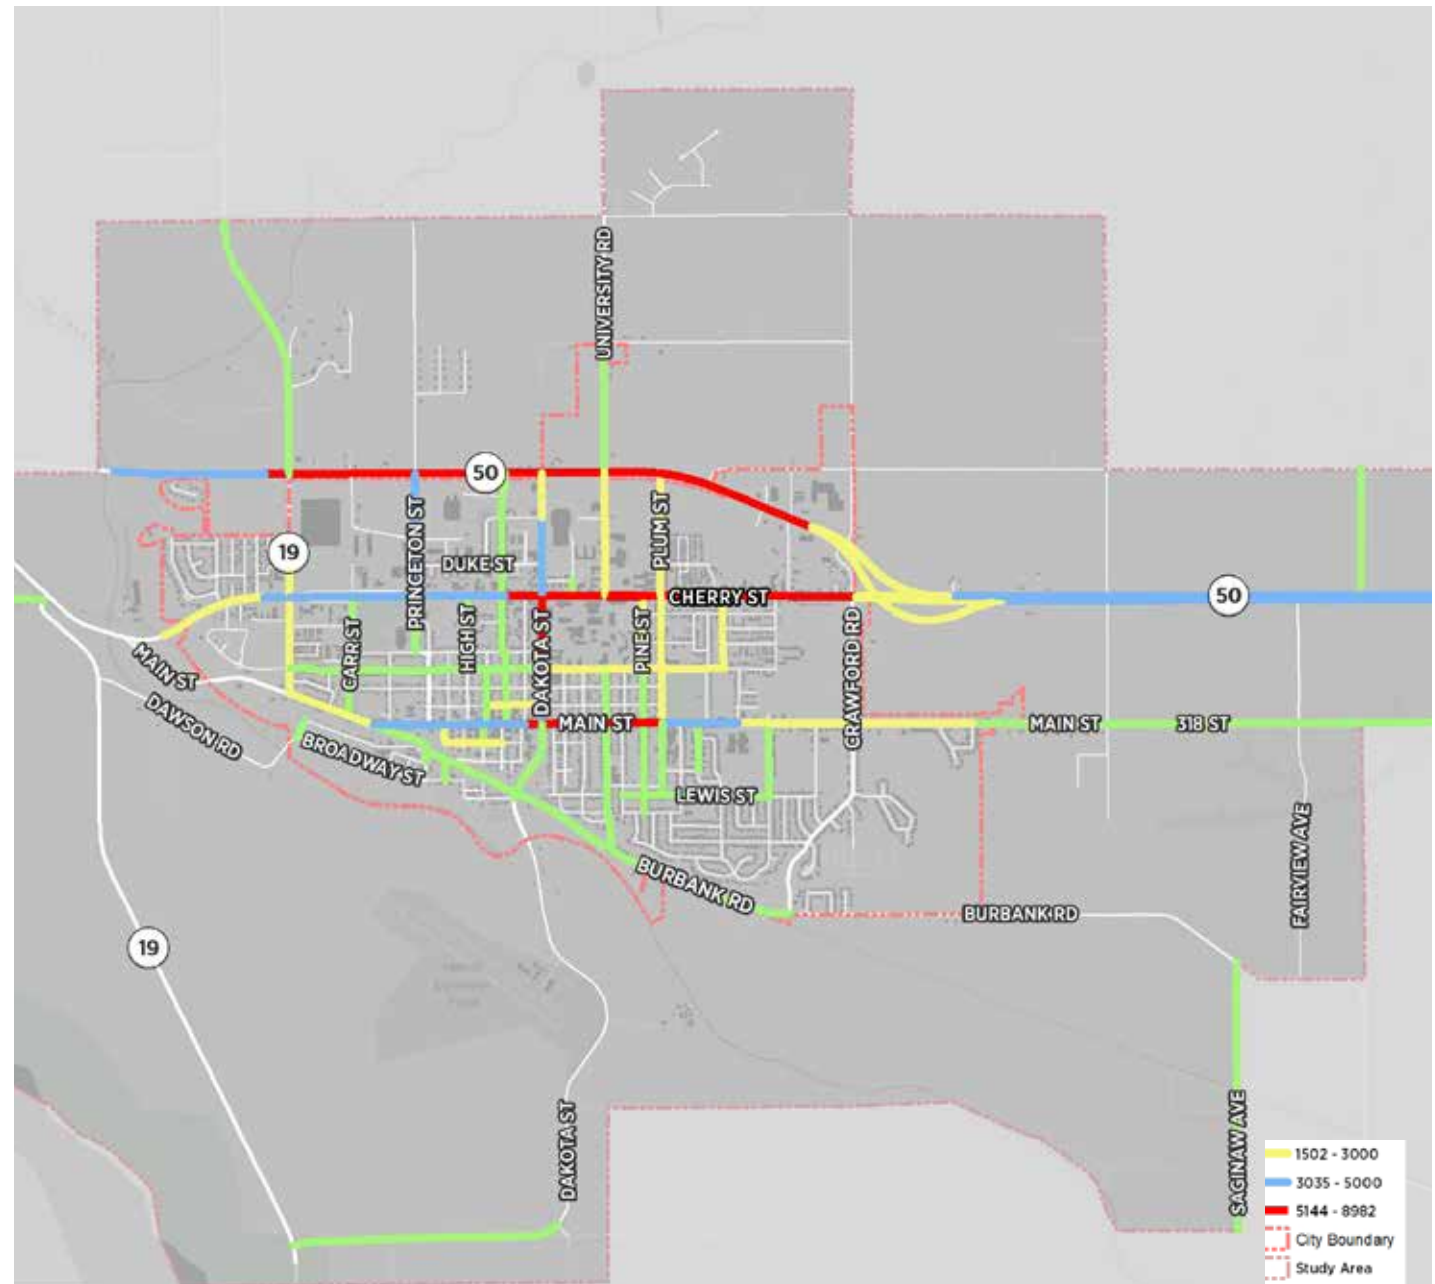 UNIVERSITY RD
50
PRINCETON ST
PLUM ST
19
DUKE ST
CHERRY ST
50
CARR ST
HIGH ST
DAKOTA ST
PINE ST
CRAWFORD RD
MAIN ST
DAWSON RD
BROADWAY ST
MAIN ST
MAIN ST
318 ST
LEWIS ST
BURBANK RD
BURBANK RD
FAIRVIEW AVE
19
DAKOTA ST
SAGINAW AVE
1502 - 3000
3035 - 5000
5144 - 8982
City Boundary
Study Area